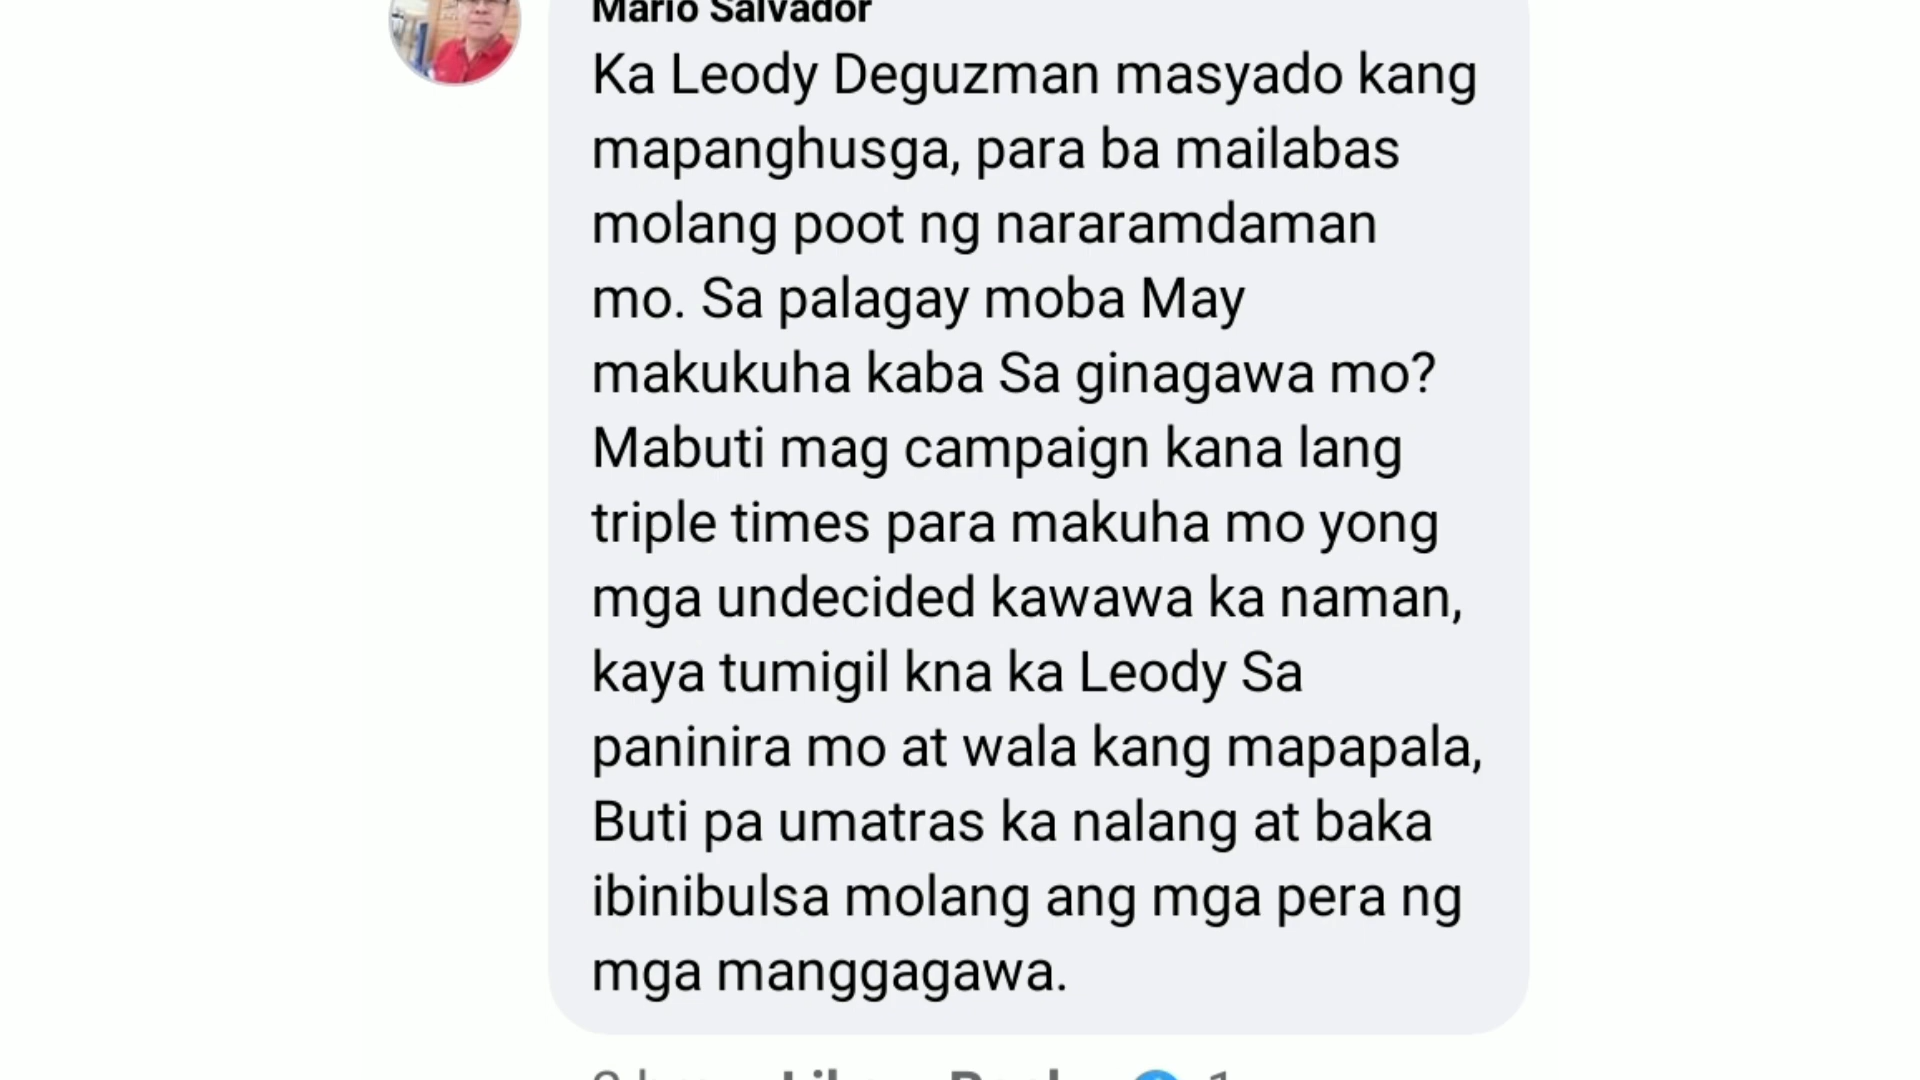 Mario Salvador
Ka Leody Deguzman masyado kang
mapanghusga, para ba mailabas
molang poot ng nararamdaman
mo. Sa palagay moba May
makukuha kaba Sa ginagawa mo?
Mabuti mag campaign kana lang
triple times para makuha mo yong
mga undecided kawawa ka naman,
kaya tumigil kna ka Leody Sa
paninira mo at wala kang mapapala,
Buti pa umatras ka nalang at baka
ibinibulsa molang ang mga pera ng
mga manggagawa.